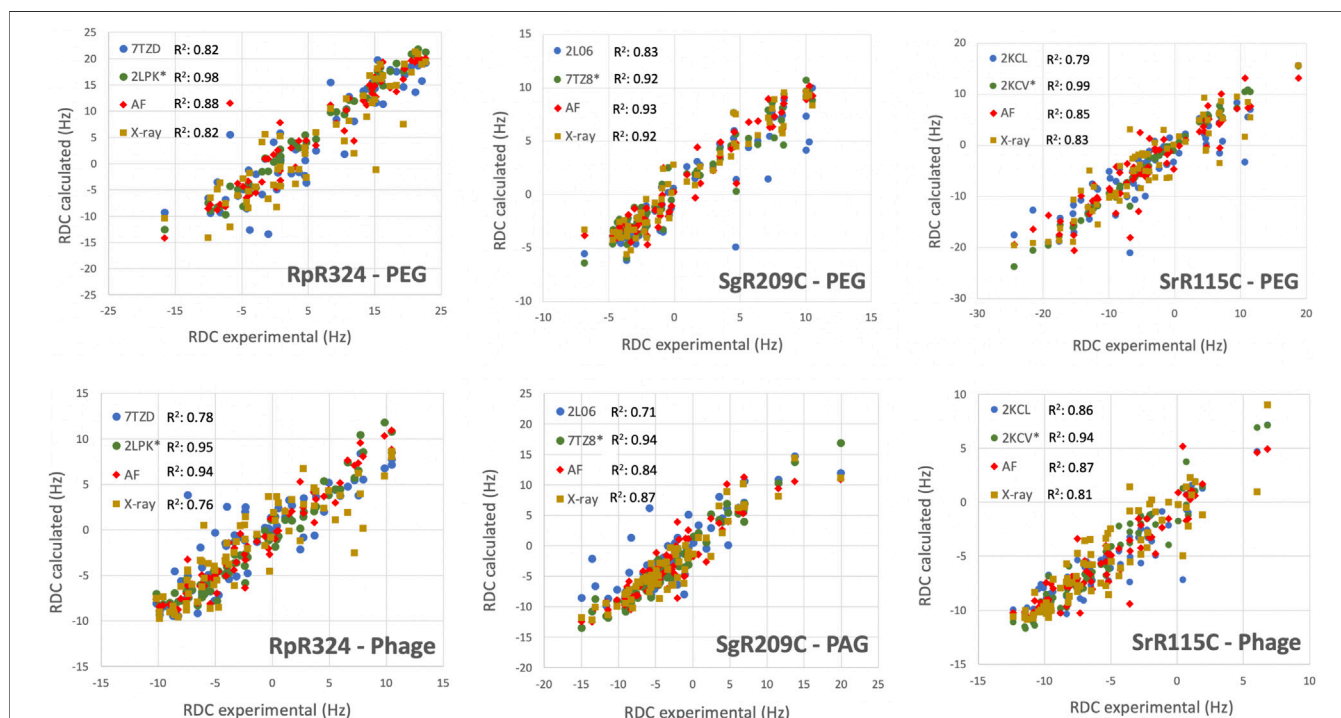 RDC calculated (Hz)
25
20
15
10
5
0
-5
-10
-15
-20
-25
7TZD R²: 0.82
2LPK* R²: 0.98
AF R²: 0.88
X-ray R²: 0.82
RpR324 - PEG
-25 -15 -5 5 15 25
RDC experimental (Hz)
RDC calculated (Hz)
15
10
5
0
-5
-10
2L06 R²: 0.83
7TZ8* R²: 0.92
AF R²: 0.93
X-ray R²: 0.92
SgR209C - PEG
-10 -5 0 5 10 15
RDC experimental (Hz)
RDC calculated (Hz)
20
10
0
-10
-20
-30
2KCL R²: 0.79
2KCV* R²: 0.99
AF R²: 0.85
X-ray R²: 0.83
SrR115C - PEG
-30 -20 -10 0 10 20
RDC experimental (Hz)
RDC calculated (Hz)
15
10
5
0
-5
-10
-15
7TZD R²: 0.78
2LPK* R²: 0.95
AF R²: 0.94
X-ray R²: 0.76
RpR324 - Phage
-15 -10 -5 0 5 10 15
RDC experimental (Hz)
RDC calculated (Hz)
25
20
15
10
5
0
-5
-10
-15
-20
2L06 R²: 0.71
7TZ8* R²: 0.94
AF R²: 0.84
X-ray R²: 0.87
SgR209C - PAG
-20 -15 -10 -5 0 5 10 15 20 25
RDC experimental (Hz)
RDC calculated (Hz)
10
5
0
-5
-10
-15
2KCL R²: 0.86
2KCV* R²: 0.94
AF R²: 0.87
X-ray R²: 0.81
SrR115C - Phage
-15 -10 -5 0 5 10
RDC experimental (Hz)